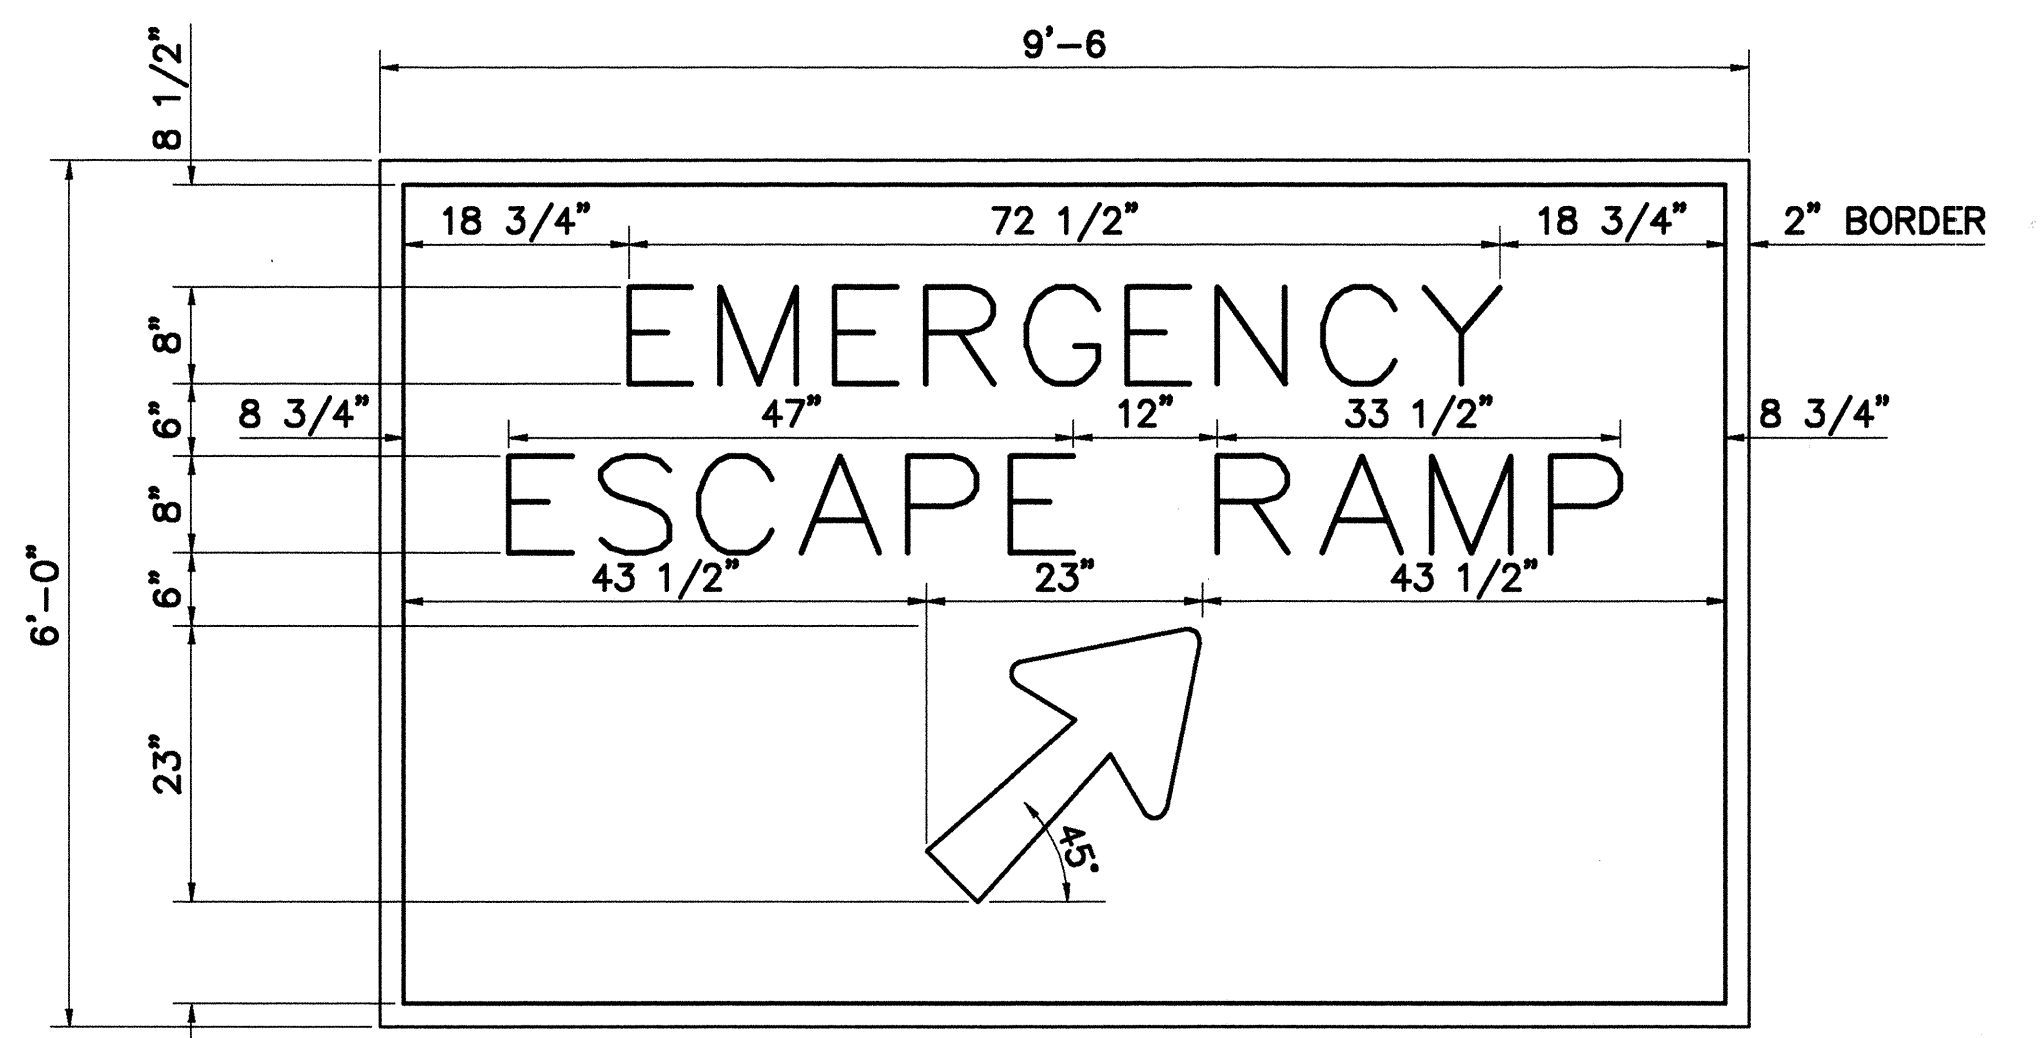 9'-6
8 1/2"
18 3/4" 72 1/2" 18 3/4" 2" BORDER
EMERGENCY
8"
8 3/4" 6" 47" 12" 33 1/2" 8 3/4"
ESCAPE RAMP
8"
6'-0"
6" 43 1/2" 23" 43 1/2"
23"
45°